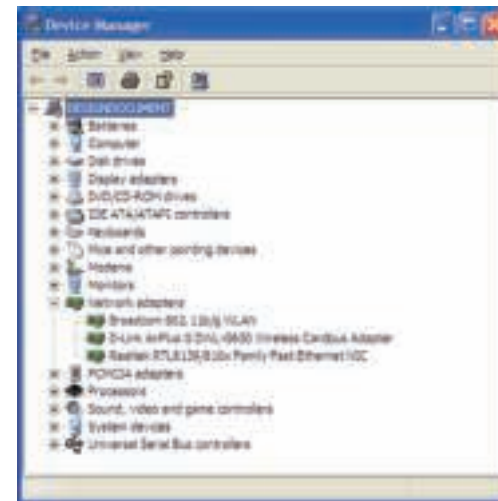 Device Manager
File Action View Help
Batteries
Computer
Disk drives
Display adapters
DVD/CD-ROM drives
IDE ATA/ATAPI controllers
Keyboards
Mice and other pointing devices
Modems
Monitors
Network adapters
Broadcom 802.11b/g WLAN
D-Link AirPlus G DWL-G630 Wireless Cardbus Adapter
Realtek RTL8139/810x Family Fast Ethernet NIC
PCMCIA adapters
Processors
Sound, video and game controllers
System devices
Universal Serial Bus controllers